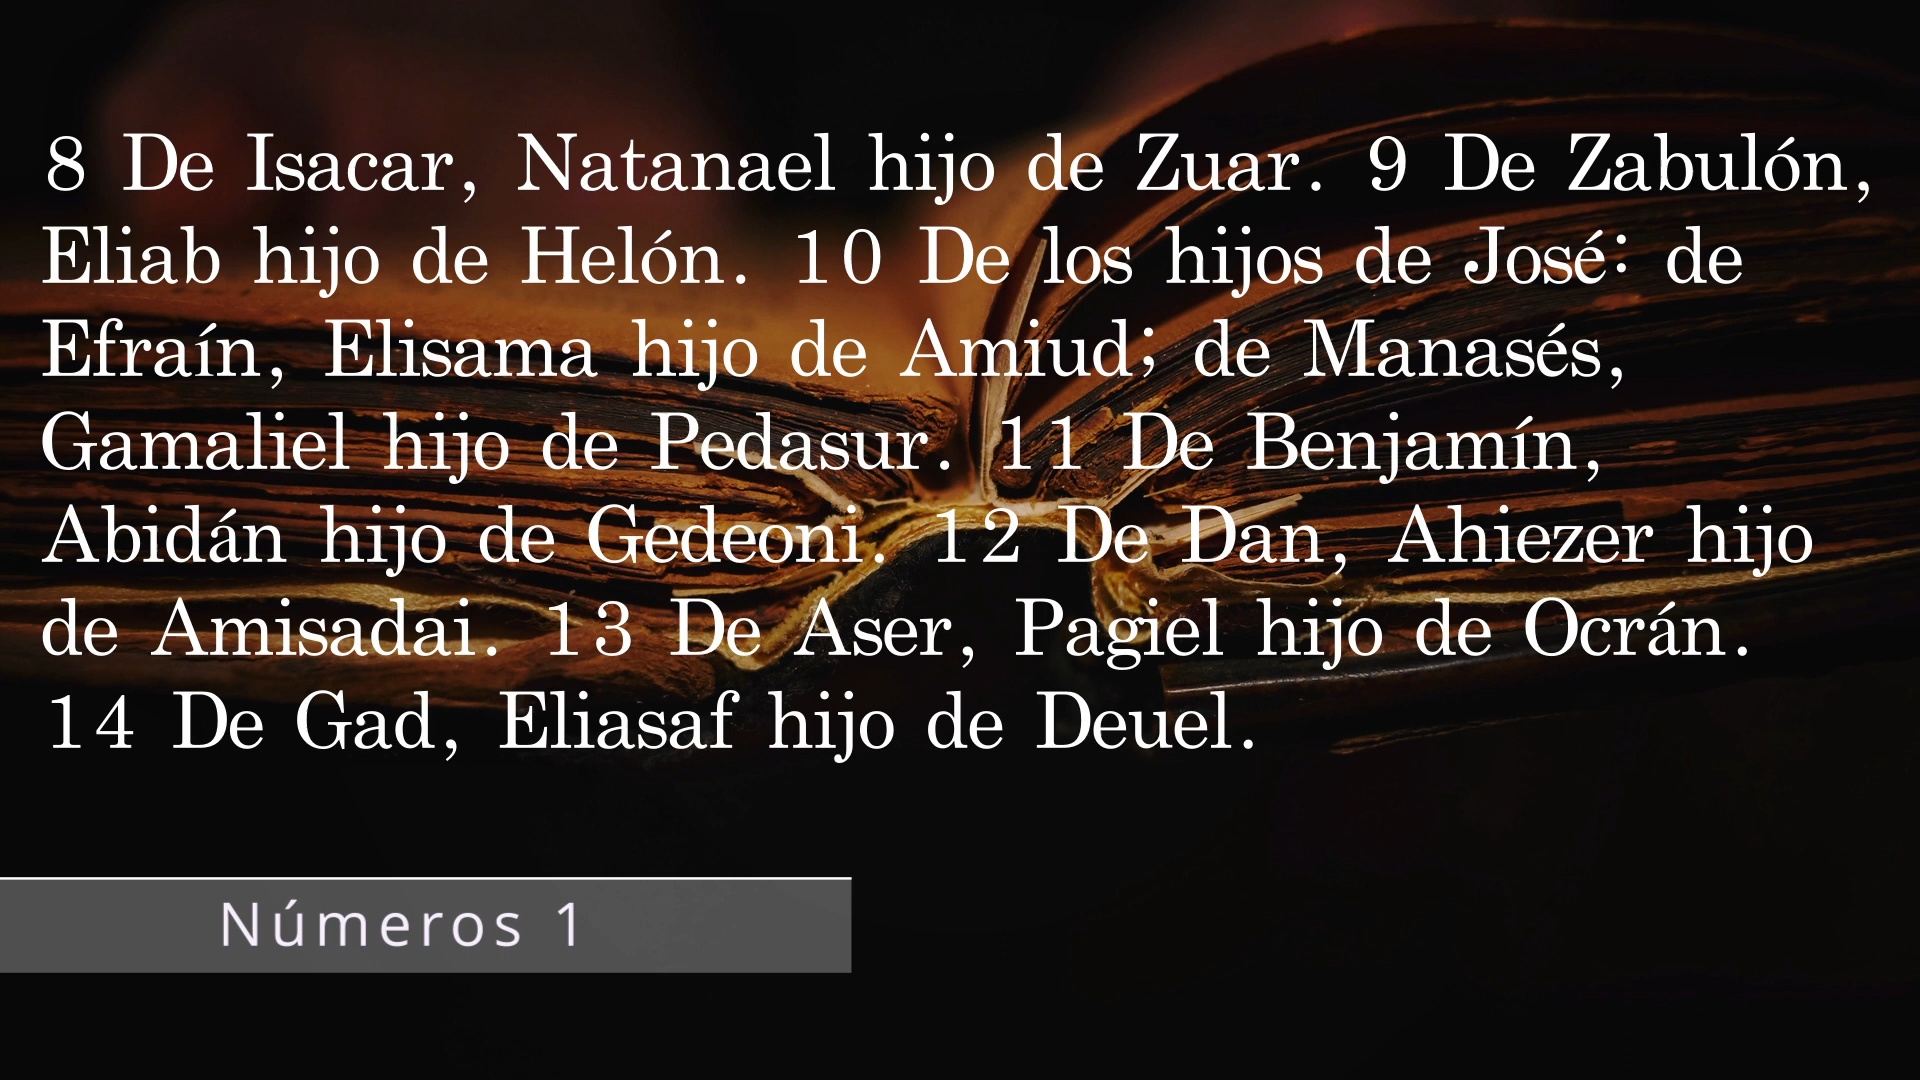 8 De Isacar, Natanael hijo de Zuar. 9 De Zabulón,
Eliab hijo de Helón. 10 De los hijos de José: de
Efraín, Elisama hijo de Amiud; de Manasés,
Gamaliel hijo de Pedasur. 11 De Benjamín,
Abidán hijo de Gedeoni. 12 De Dan, Ahiezer hijo
de Amisadai. 13 De Aser, Pagiel hijo de Ocrán.
14 De Gad, Eliasaf hijo de Deuel.
Números 1